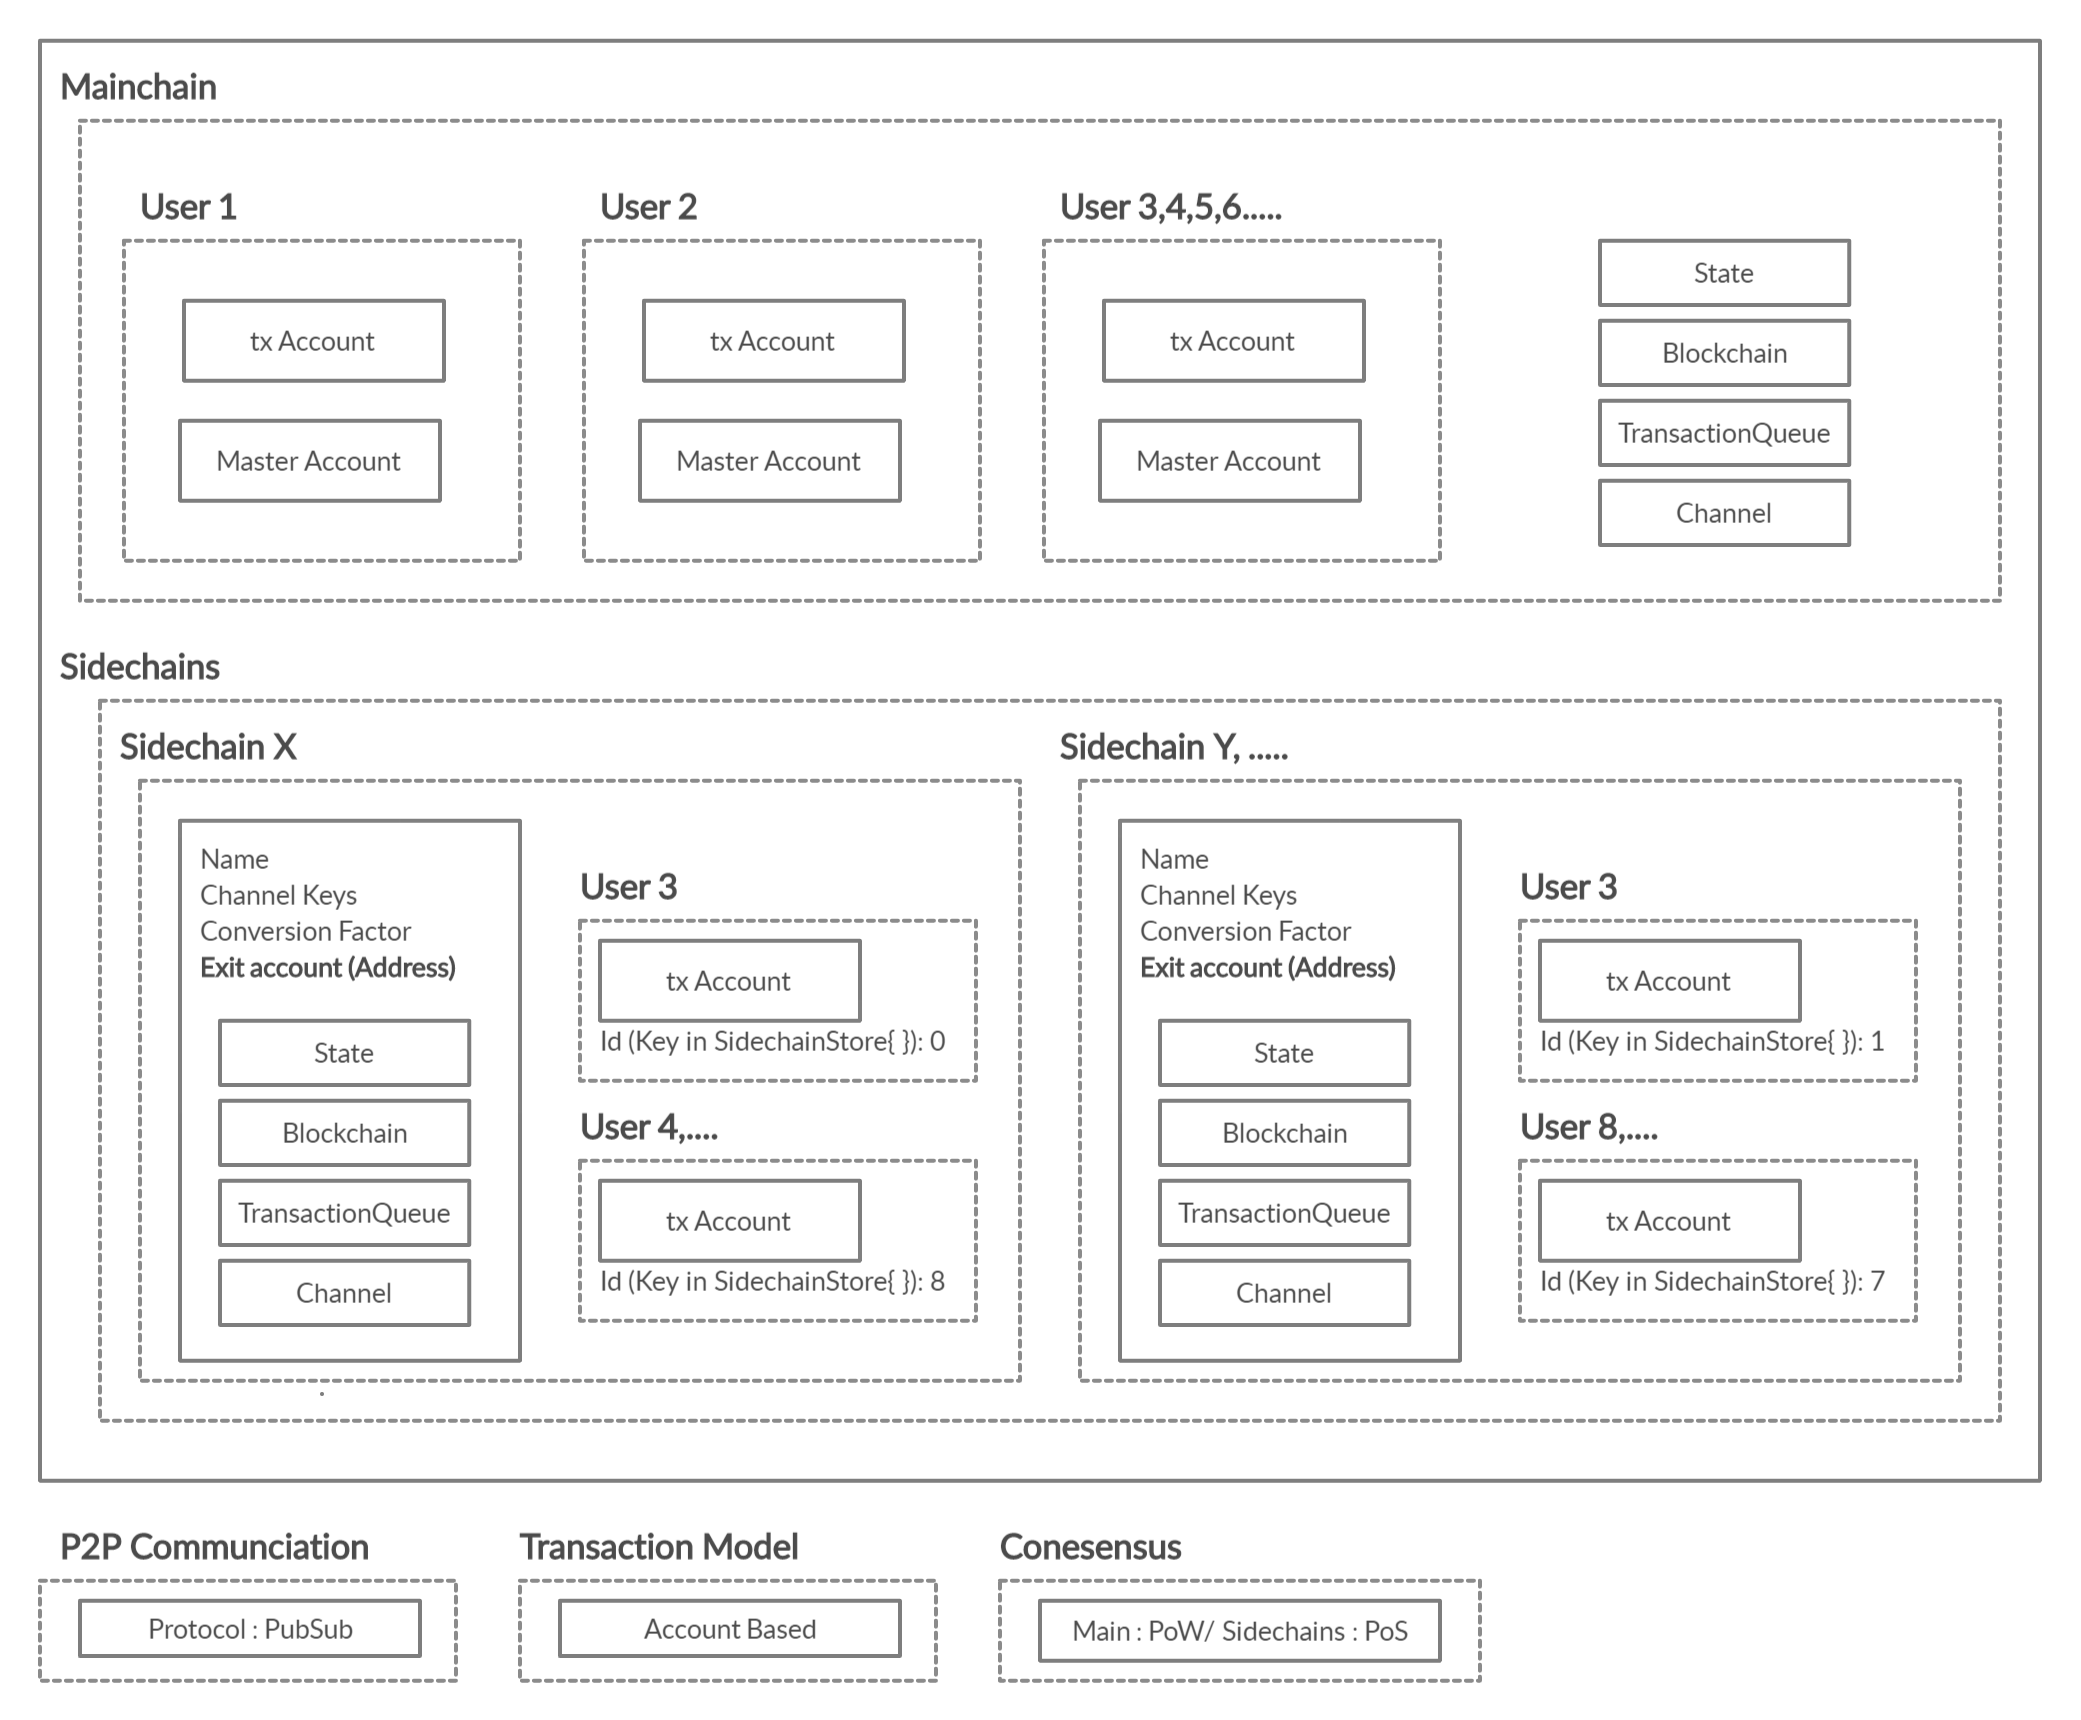 Mainchain
User 1
tx Account
Master Account
User 2
tx Account
Master Account
User 3,4,5,6.....
tx Account
Master Account
State
Blockchain
TransactionQueue
Channel
Sidechains
Sidechain X
Name
Channel Keys
Conversion Factor
Exit account (Address)
State
Blockchain
TransactionQueue
Channel
User 3
tx Account
Id (Key in SidechainStore{ }): 0
User 4,....
tx Account
Id (Key in SidechainStore{ }): 8
Sidechain Y, .....
Name
Channel Keys
Conversion Factor
Exit account (Address)
State
Blockchain
TransactionQueue
Channel
User 3
tx Account
Id (Key in SidechainStore{ }): 1
User 8,....
tx Account
Id (Key in SidechainStore{ }): 7
P2P Communciation
Protocol : PubSub
Transaction Model
Account Based
Conesensus
Main : PoW/ Sidechains : PoS